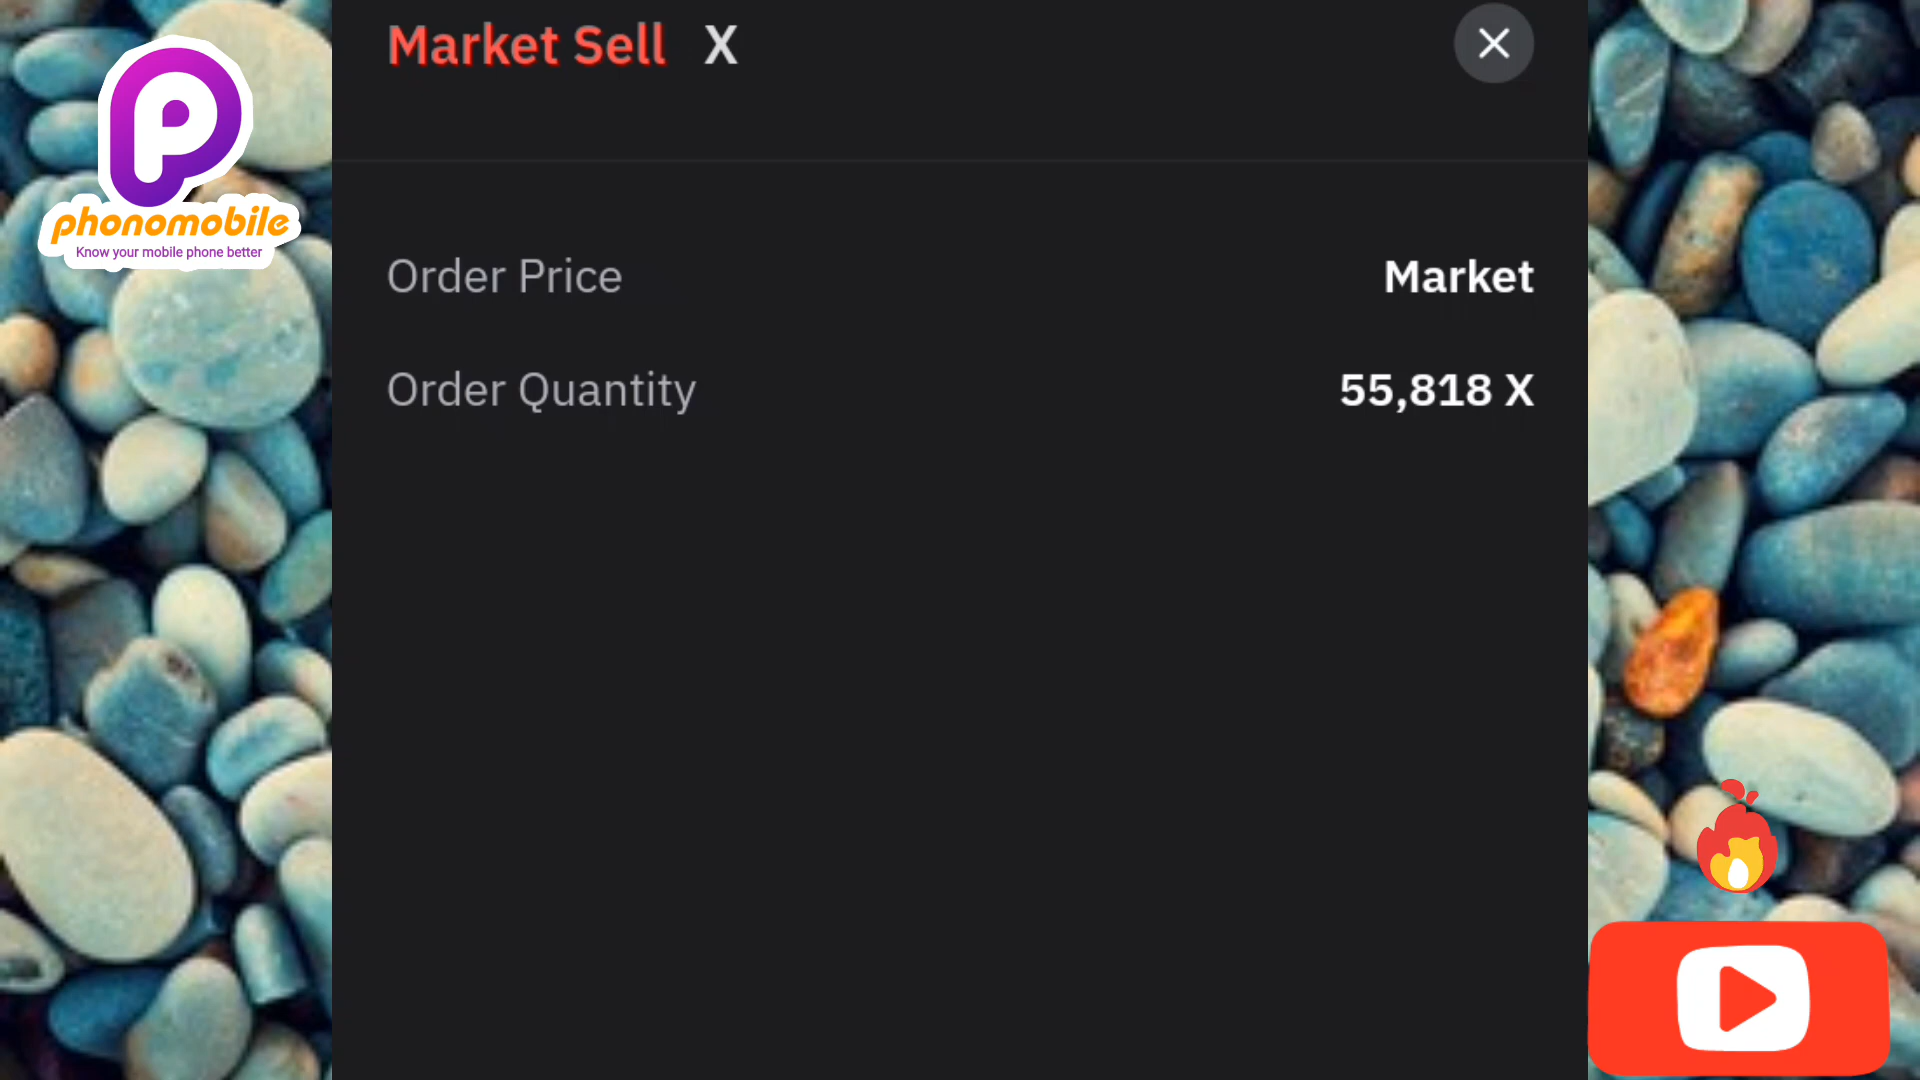 Market Sell X
phonomobile
Know your mobile phone better
Order Price Market
Order Quantity 55,818 X